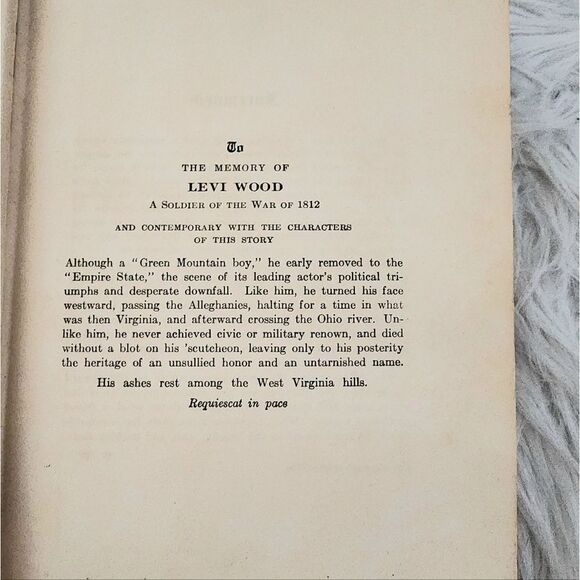 To
THE MEMORY OF
LEVI WOOD
A SOLDIER OF THE WAR OF 1812
AND CONTEMPORARY WITH THE CHARACTERS
OF THIS STORY
Although a "Green Mountain boy," he early removed to the
"Empire State," the scene of its leading actor's political tri-
umphs and desperate downfall. Like him, he turned his face
westward, passing the Alleghanies, halting for a time in what
was then Virginia, and afterward crossing the Ohio river. Un-
like him, he never achieved civic or military renown, and died
without a blot on his 'scutcheon, leaving only to his posterity
the heritage of an unsullied honor and an untarnished name.
His ashes rest among the West Virginia hills.
Requiescat in pace